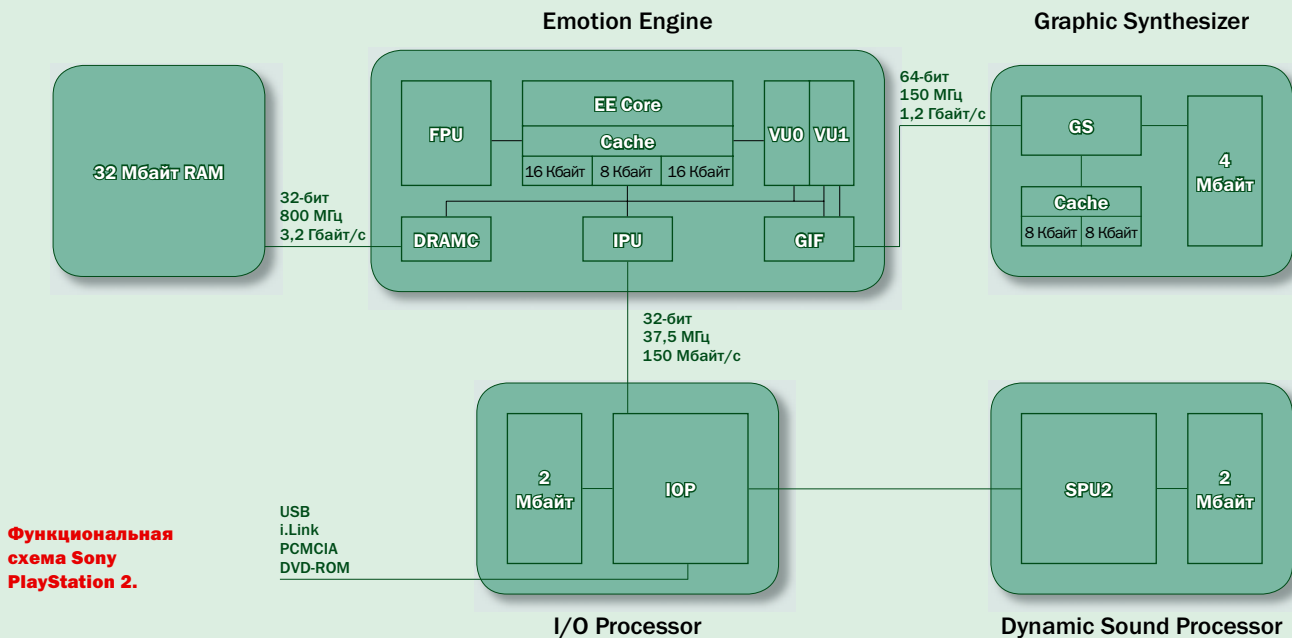 Emotion Engine
Graphic Synthesizer
32 Мбайт RAM
32-бит
800 МГц
3,2 Гбайт/с
FPU
EE Core
Cache
16 Кбайт 8 Кбайт 16 Кбайт
VU0 VU1
DRAMC
IPU
GIF
64-бит
150 МГц
1,2 Гбайт/с
GS
Cache
8 Кбайт 8 Кбайт
4
Мбайт
32-бит
37,5 МГц
150 Мбайт/с
2
Мбайт
IOP
SPU2
2
Мбайт
USB
i.Link
PCMCIA
DVD-ROM
Функциональная
схема Sony
PlayStation 2.
I/O Processor
Dynamic Sound Processor